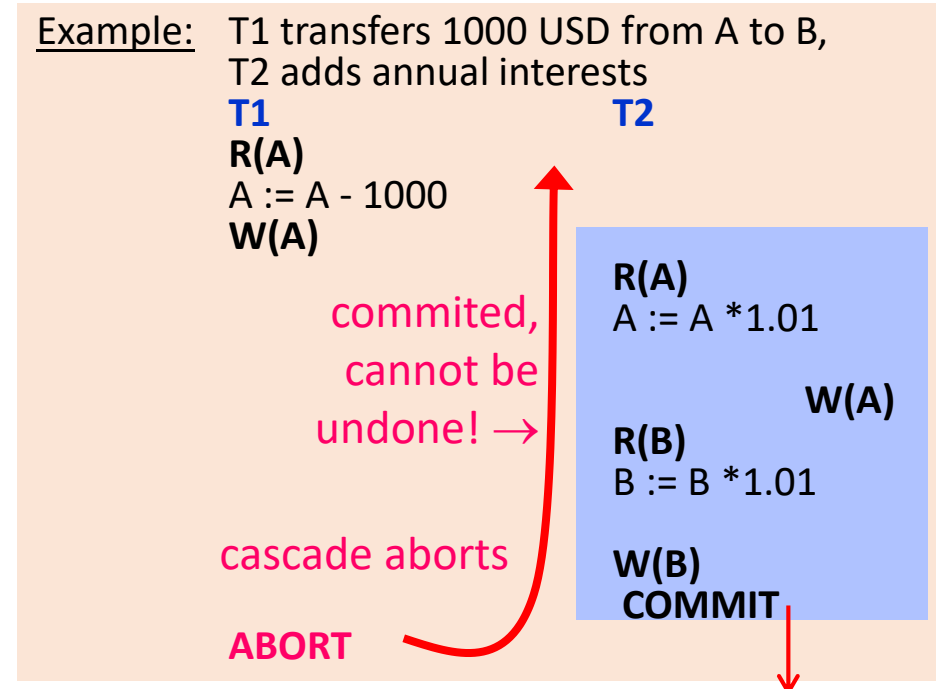 Example: T1 transfers 1000 USD from A to B,
T2 adds annual interests
T1 T2
R(A)
A := A - 1000
W(A)
R(A)
A := A *1.01
W(A)
R(B)
B := B *1.01
W(B)
COMMIT
commited,
cannot be
undone! →
cascade aborts
ABORT